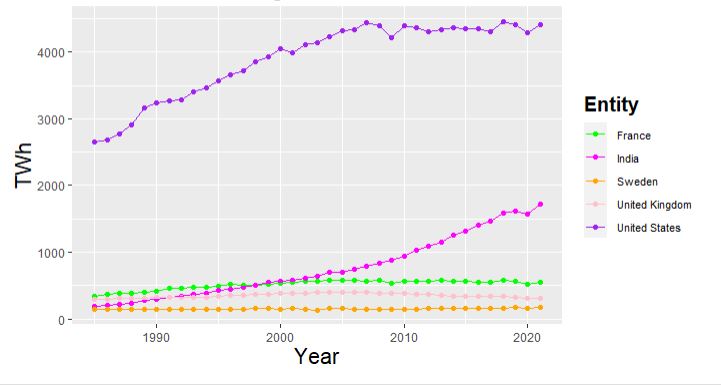 TWh
4000
3000
2000
1000
0
1990
2000
2010
2020
Year
Entity
France
India
Sweden
United Kingdom
United States